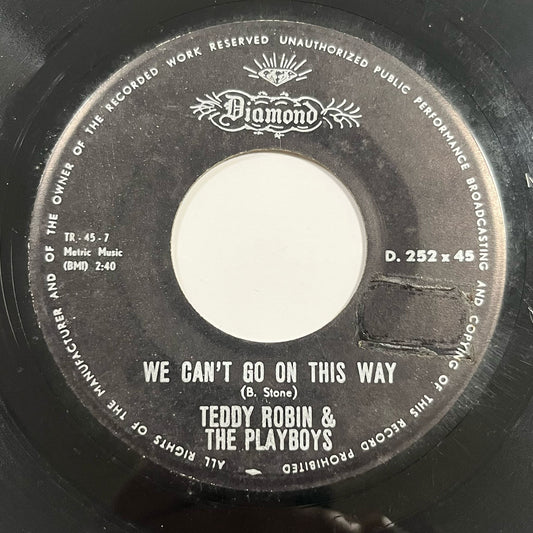 ALL RIGHTS OF THE MANUFACTURER AND OF THE OWNER OF THE RECORDED WORK RESERVED UNAUTHORIZED PUBLIC PERFORMANCE BROADCASTING AND COPYING OF THIS RECORD PROHIBITED
Diamond
TR - 45 - 7
Metric Music
(BMI) 2:40
D. 252 x 45
WE CAN'T GO ON THIS WAY
(B. Stone)
TEDDY ROBIN &
THE PLAYBOYS